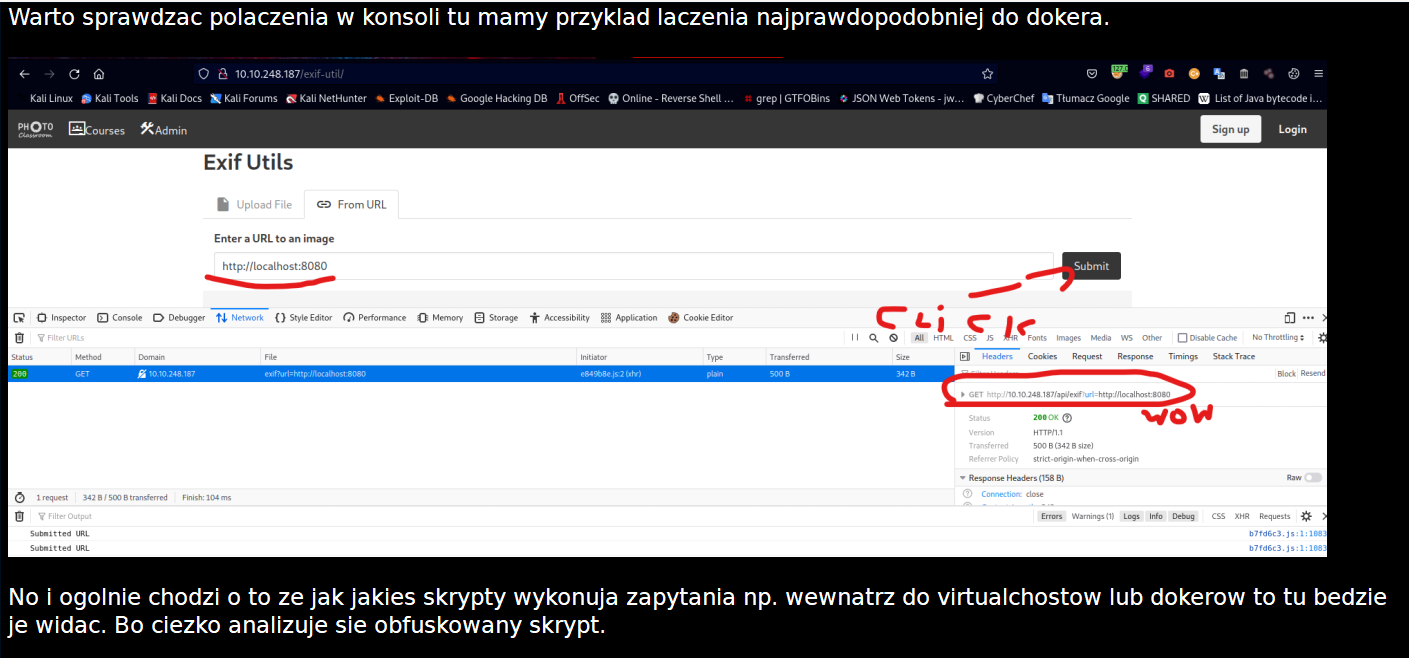 Warto sprawdzac polaczenia w konsoli tu mamy przyklad laczenia najprawdopodobniej do dokera.
10.10.248.187/exif-util/
Kali Linux Kali Tools Kali Docs Kali Forums Kali NetHunter Exploit-DB Google Hacking DB OffSec Online - Reverse Shell ... grep | GTFOBins JSON Web Tokens - jw... CyberChef Tłumacz Google SHARED List of Java bytecode i...
PHOTO Classroom Courses Admin Sign up Login
Exif Utils
Upload File From URL
Enter a URL to an image
http://localhost:8080 Submit
CLiCK
Inspector Console Debugger Network Style Editor Performance Memory Storage Accessibility Application Cookie Editor
Filter URLs All HTML CSS JS XHR Fonts Images Media WS Other Disable Cache No Throttling
Status Method Domain File Initiator Type Transferred Size Headers Cookies Request Response Timings Stack Trace
200 GET 10.10.248.187 exif?url=http://localhost:8080 e849b8e.js:2 (xhr) plain 500 B 342 B Filter Headers Block Resend
GET http://10.10.248.187/api/exif?url=http://localhost:8080
wow
Status 200 OK
Version HTTP/1.1
Transferred 500 B (342 B size)
Referrer Policy strict-origin-when-cross-origin
Response Headers (158 B) Raw
Connection: close
1 request 342 B / 500 B transferred Finish: 104 ms
Filter Output Errors Warnings (1) Logs Info Debug CSS XHR Requests
Submitted URL b7fd6c3.js:1:1083
Submitted URL b7fd6c3.js:1:1083
No i ogolnie chodzi o to ze jak jakies skrypty wykonuja zapytania np. wewnatrz do virtualchostow lub dokerow to tu bedzie
je widac. Bo ciezko analizuje sie obfuskowany skrypt.